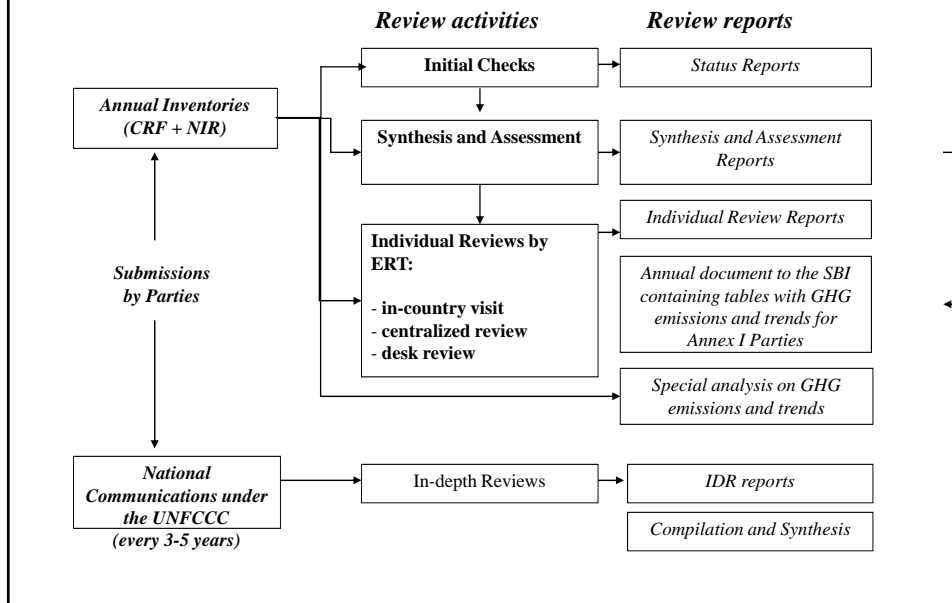 Review activities
Review reports
Initial Checks
Status Reports
Annual Inventories
(CRF + NIR)
Synthesis and Assessment
Synthesis and Assessment
Reports
Individual Reviews by
ERT:
- in-country visit
- centralized review
- desk review
Individual Review Reports
Submissions
by Parties
Annual document to the SBI
containing tables with GHG
emissions and trends for
Annex I Parties
Special analysis on GHG
emissions and trends
National
Communications under
the UNFCCC
(every 3-5 years)
In-depth Reviews
IDR reports
Compilation and Synthesis